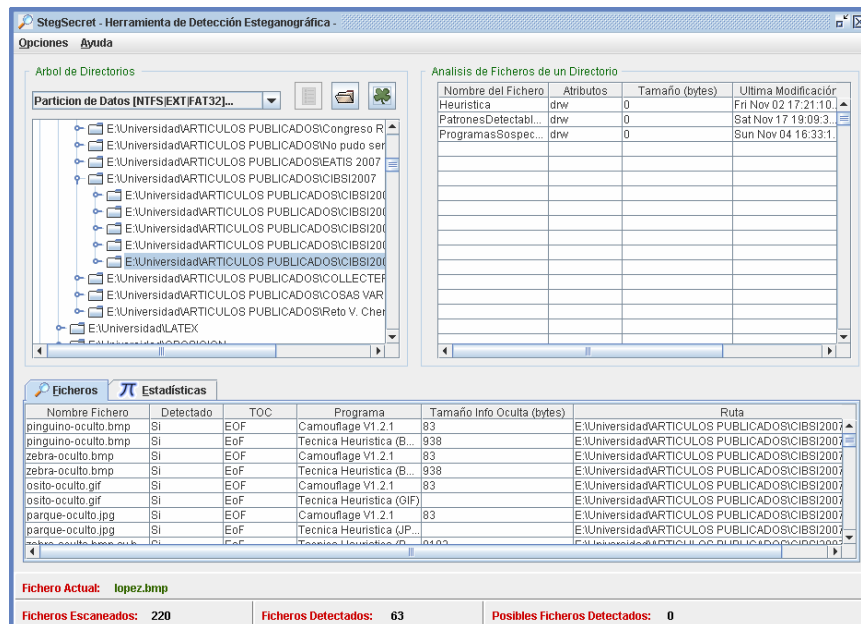 StegSecret - Herramienta de Detección Esteganográfica -
Opciones Ayuda
Arbol de Directorios
Particion de Datos [NTFS|EXT|FAT32]...
E:\Universidad\ARTICULOS PUBLICADOS\Congreso R
E:\Universidad\ARTICULOS PUBLICADOS\No pudo ser
E:\Universidad\ARTICULOS PUBLICADOS\EATIS 2007
E:\Universidad\ARTICULOS PUBLICADOS\CIBSI2007
E:\Universidad\ARTICULOS PUBLICADOS\CIBSI200
E:\Universidad\ARTICULOS PUBLICADOS\CIBSI200
E:\Universidad\ARTICULOS PUBLICADOS\CIBSI200
E:\Universidad\ARTICULOS PUBLICADOS\CIBSI200
E:\Universidad\ARTICULOS PUBLICADOS\CIBSI200
E:\Universidad\ARTICULOS PUBLICADOS\COLLECTER
E:\Universidad\ARTICULOS PUBLICADOS\COSAS VAR
E:\Universidad\ARTICULOS PUBLICADOS\Reto V. Cher
E:\Universidad\LATEX
Analisis de Ficheros de un Directorio
Nombre del Fichero Atributos Tamaño (bytes) Ultima Modificación
Heuristica drw 0 Fri Nov 02 17:21:10...
PatronesDetectabl... drw 0 Sat Nov 17 19:09:3...
ProgramasSospec... drw 0 Sun Nov 04 16:33:1...
Ficheros Estadísticas
Nombre Fichero Detectado TOC Programa Tamaño Info Oculta (bytes) Ruta
pinguino-oculto.bmp Si EOF Camouflage V1.2.1 83 E:\Universidad\ARTICULOS PUBLICADOS\CIBSI2007
pinguino-oculto.bmp Si EoF Tecnica Heuristica (B... 938 E:\Universidad\ARTICULOS PUBLICADOS\CIBSI2007
zebra-oculto.bmp Si EOF Camouflage V1.2.1 83 E:\Universidad\ARTICULOS PUBLICADOS\CIBSI2007
zebra-oculto.bmp Si EoF Tecnica Heuristica (B... 938 E:\Universidad\ARTICULOS PUBLICADOS\CIBSI2007
osito-oculto.gif Si EOF Camouflage V1.2.1 83 E:\Universidad\ARTICULOS PUBLICADOS\CIBSI2007
osito-oculto.gif Si EoF Tecnica Heuristica (GIF) E:\Universidad\ARTICULOS PUBLICADOS\CIBSI2007
parque-oculto.jpg Si EOF Camouflage V1.2.1 83 E:\Universidad\ARTICULOS PUBLICADOS\CIBSI2007
parque-oculto.jpg Si EoF Tecnica Heuristica (JP... E:\Universidad\ARTICULOS PUBLICADOS\CIBSI2007
Fichero Actual: lopez.bmp
Ficheros Escaneados: 220 Ficheros Detectados: 63 Posibles Ficheros Detectados: 0